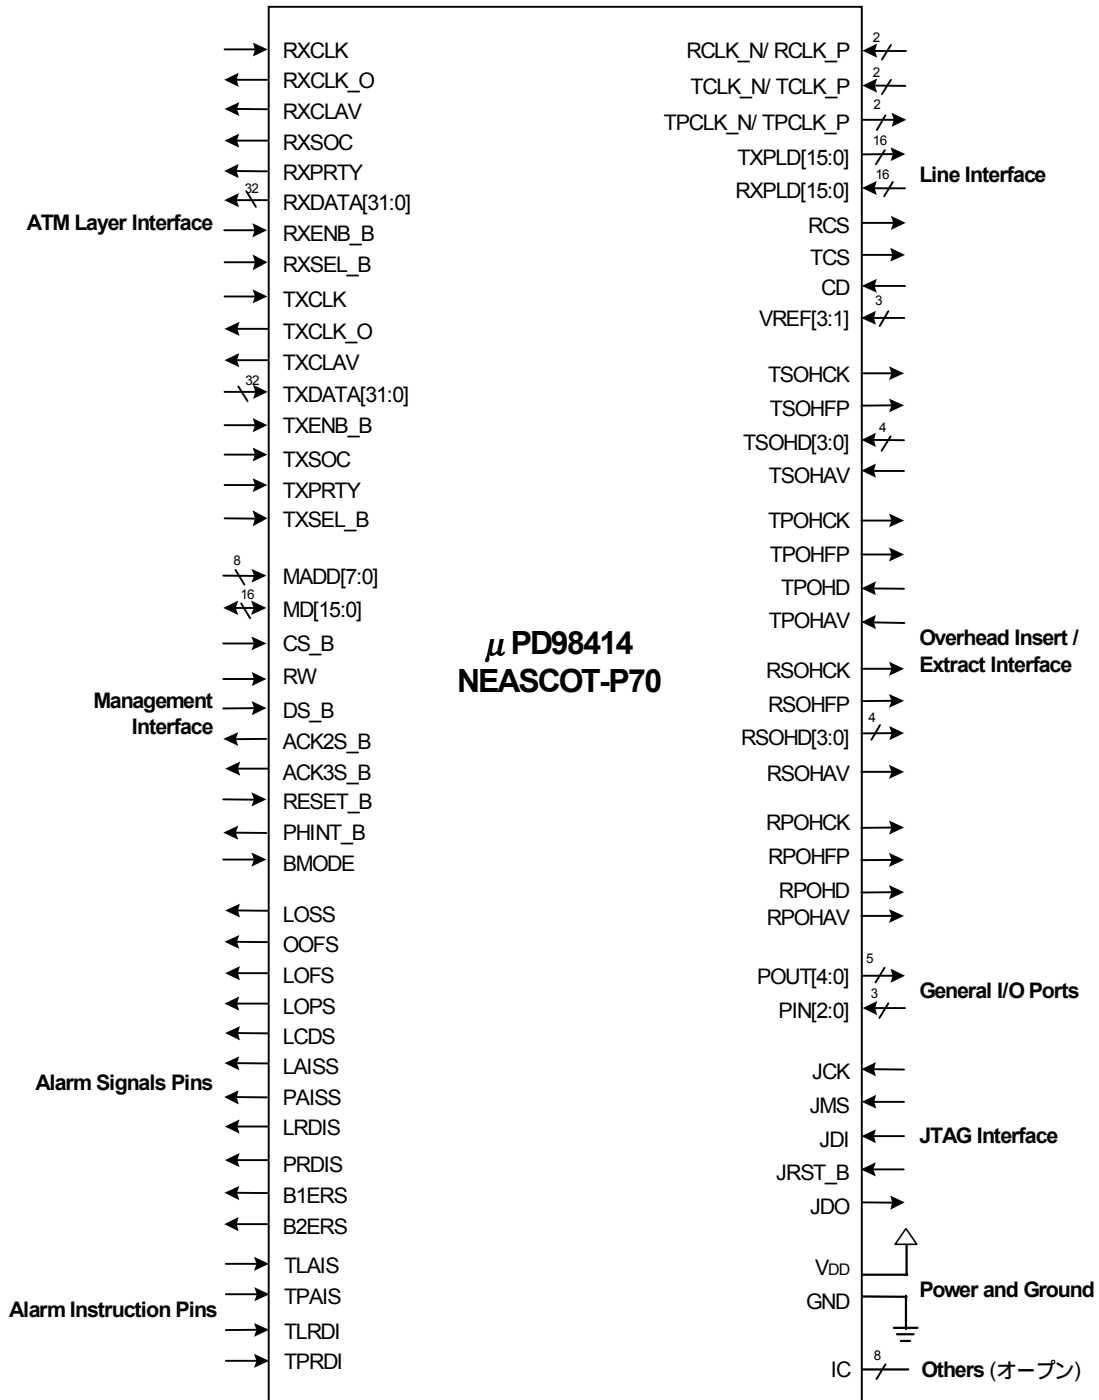 ATM Layer Interface
RXCLK
RXCLK_O
RXCLAV
RXSOC
RXPRTY
32
RXDATA[31:0]
RXENB_B
RXSEL_B
TXCLK
TXCLK_O
TXCLAV
32
TXDATA[31:0]
TXENB_B
TXSOC
TXPRTY
TXSEL_B
Management
Interface
8
MADD[7:0]
16
MD[15:0]
CS_B
RW
DS_B
ACK2S_B
ACK3S_B
RESET_B
PHINT_B
BMODE
Alarm Signals Pins
LOSS
OOFS
LOFS
LOPS
LCDS
LAISS
PAISS
LRDIS
PRDIS
B1ERS
B2ERS
Alarm Instruction Pins
TLAIS
TPAIS
TLRDI
TPRDI
μ PD98414
NEASCOT-P70
RCLK_N/ RCLK_P
2
TCLK_N/ TCLK_P
2
TPCLK_N/ TPCLK_P
2
TXPLD[15:0]
16
RXPLD[15:0]
16
RCS
TCS
CD
VREF[3:1]
3
Line Interface
TSOHCK
TSOHFP
TSOHD[3:0]
4
TSOHAV
TPOHCK
TPOHFP
TPOHD
TPOHAV
RSOHCK
RSOHFP
RSOHD[3:0]
4
RSOHAV
RPOHCK
RPOHFP
RPOHD
RPOHAV
Overhead Insert /
Extract Interface
POUT[4:0]
5
PIN[2:0]
3
General I/O Ports
JCK
JMS
JDI
JRST_B
JDO
JTAG Interface
VDD
GND
Power and Ground
IC
8
Others (オープン)